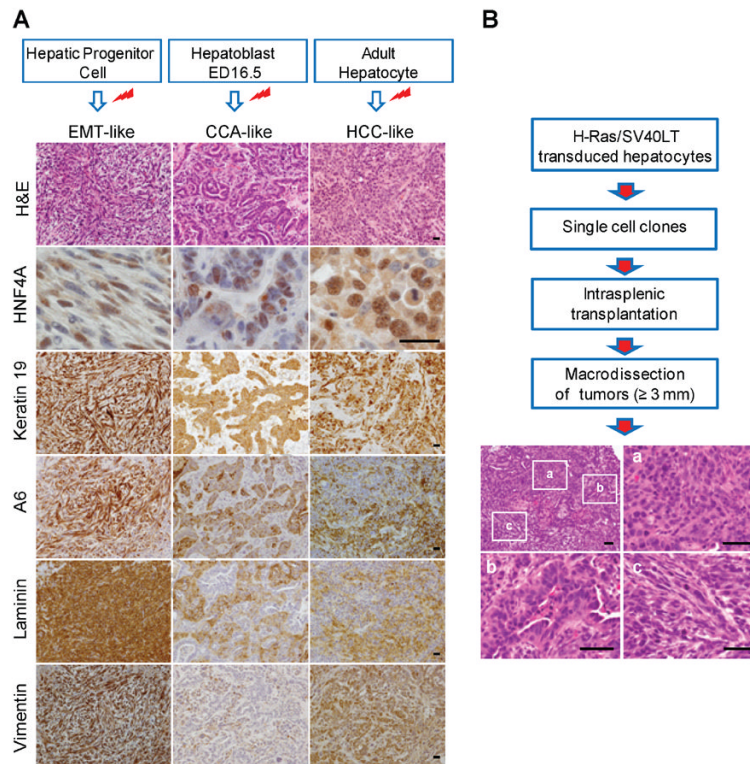 A
Hepatic Progenitor
Cell
Hepatoblast
ED16.5
Adult
Hepatocyte
EMT-like
CCA-like
HCC-like
H&E
HNF4A
Keratin 19
A6
Laminin
Vimentin
B
H-Ras/SV40LT
transduced hepatocytes
Single cell clones
Intrasplenic
transplantation
Macrodissection
of tumors (≥ 3 mm)
a
b
c
a
b
c